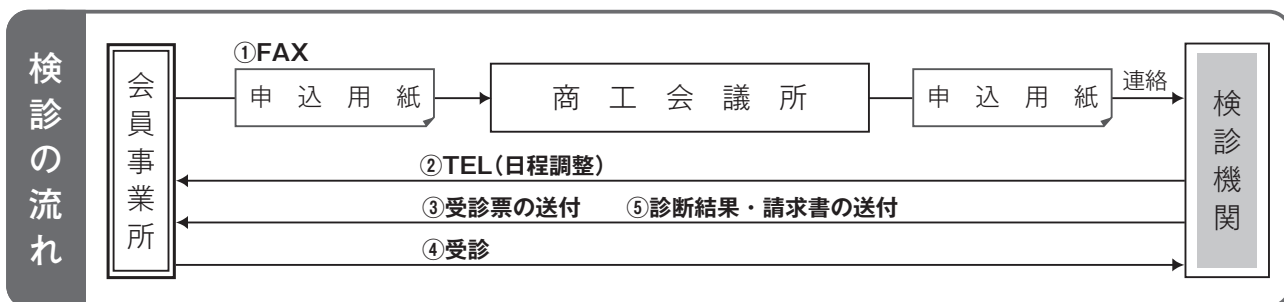 検診の流れ
会員事業所
①FAX
申込用紙
商工会議所
申込用紙
連絡
検診機関
②TEL(日程調整)
③受診票の送付 ⑤診断結果・請求書の送付
④受診